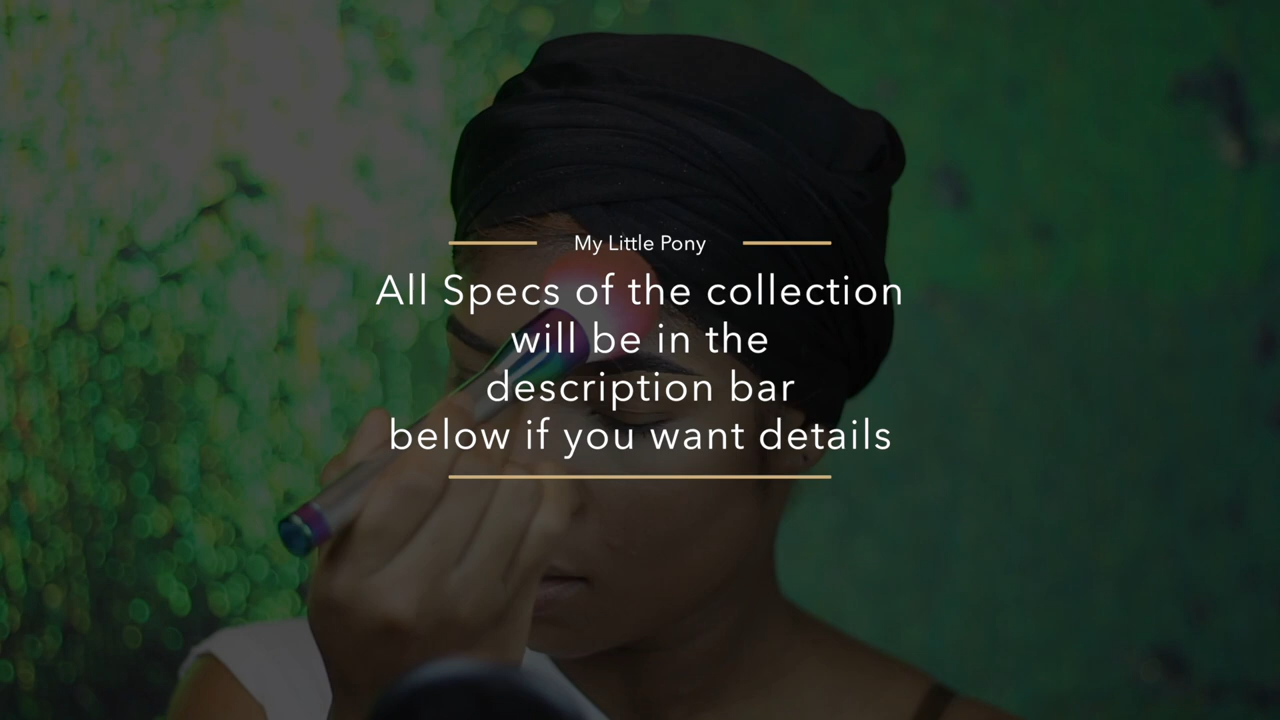 My Little Pony
All Specs of the collection
will be in the
description bar
below if you want details